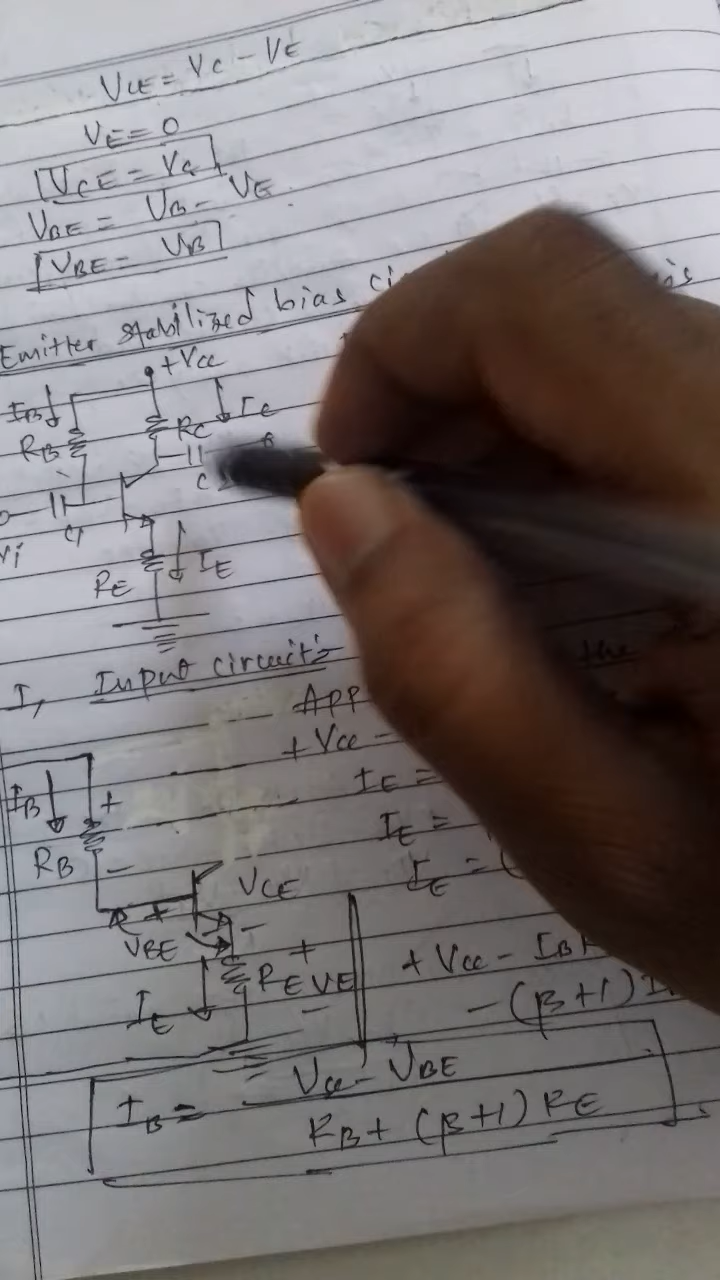 VCE = VC - VE
VE = 0
VCE = VC
VBE = VB - VE
VBE = VB
Emitter stabilized bias
+Vcc
IB
IC
RB
RC
C1
Vi
RE
IE
I, Input circuit:-
the
+Vcc -
IB
+
IE =
RB
-
IE =
IE = (
VCE
+
-
VBE
+
RE VE
-
IE
+Vcc - IB
-(β+1)
IB = Vcc - VBE
RB + (β+1) RE